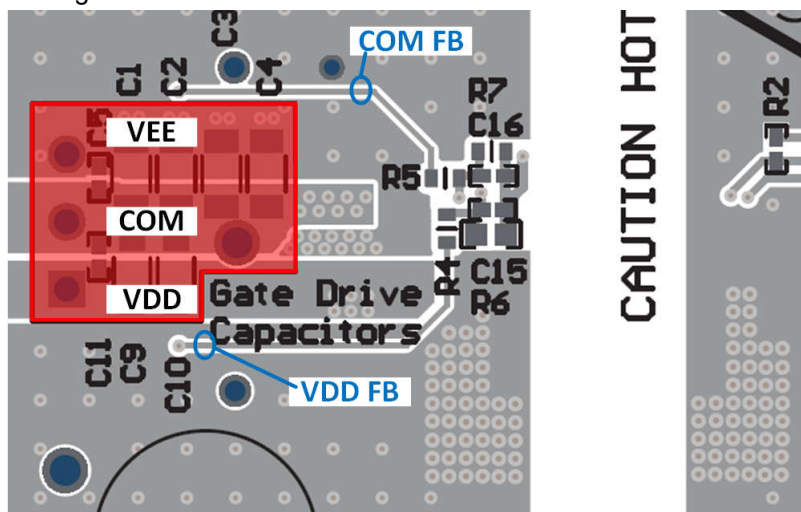 C3
COM FB
C1
C2
C4
R7
C16
C5
VEE
R5
COM
VDD
Gate Drive
Capacitors
R4
C15
R6
C11
C9
C10
VDD FB
CAUTION HOT
R2